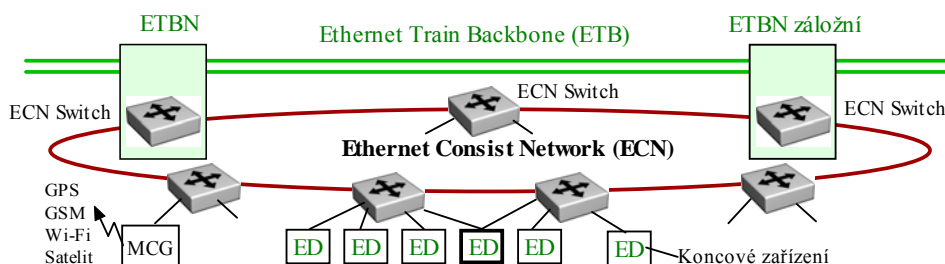 ETBN
Ethernet Train Backbone (ETB)
ETBN záložní
ECN Switch
ECN Switch
ECN Switch
Ethernet Consist Network (ECN)
GPS
GSM
Wi-Fi
Satelit
MCG
ED
ED
ED
ED
ED
ED
Koncové zařízení